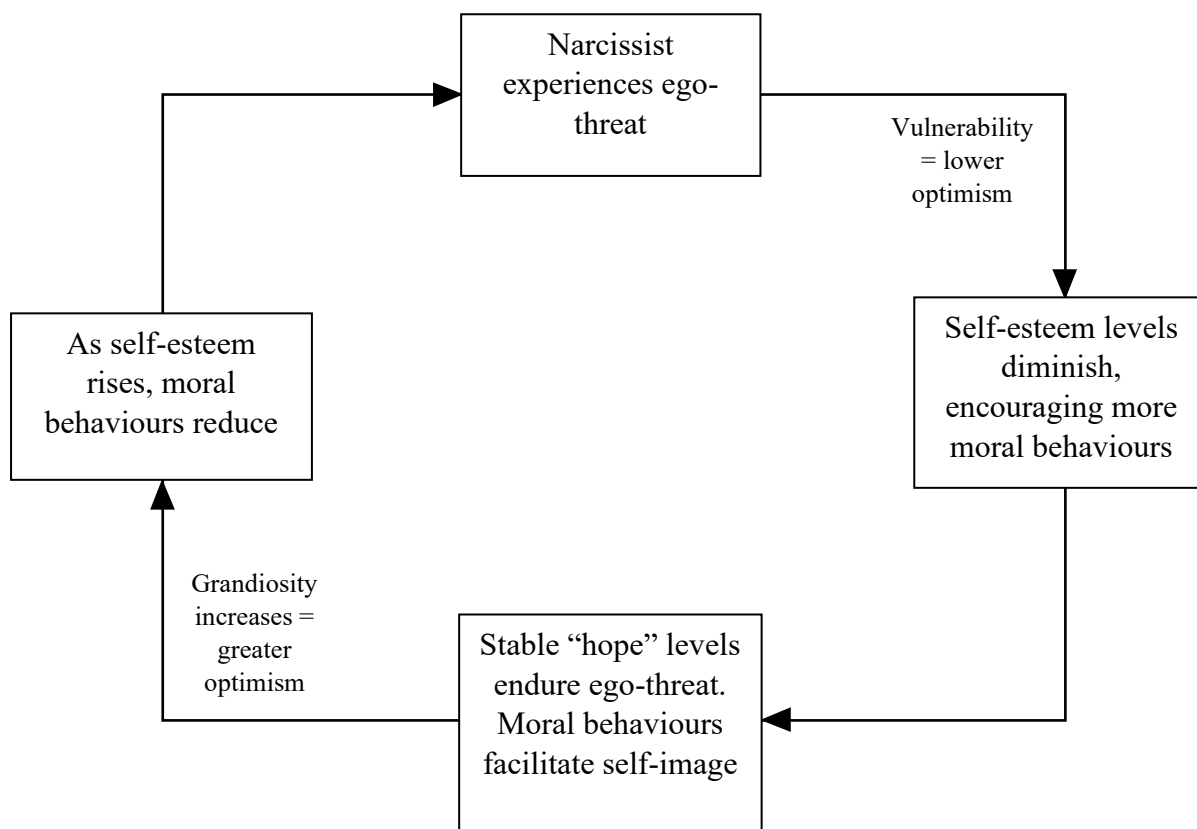 Narcissist
experiences ego-
threat
Vulnerability
= lower
optimism
Self-esteem levels
diminish,
encouraging more
moral behaviours
Stable “hope” levels
endure ego-threat.
Moral behaviours
facilitate self-image
Grandiosity
increases =
greater
optimism
As self-esteem
rises, moral
behaviours reduce